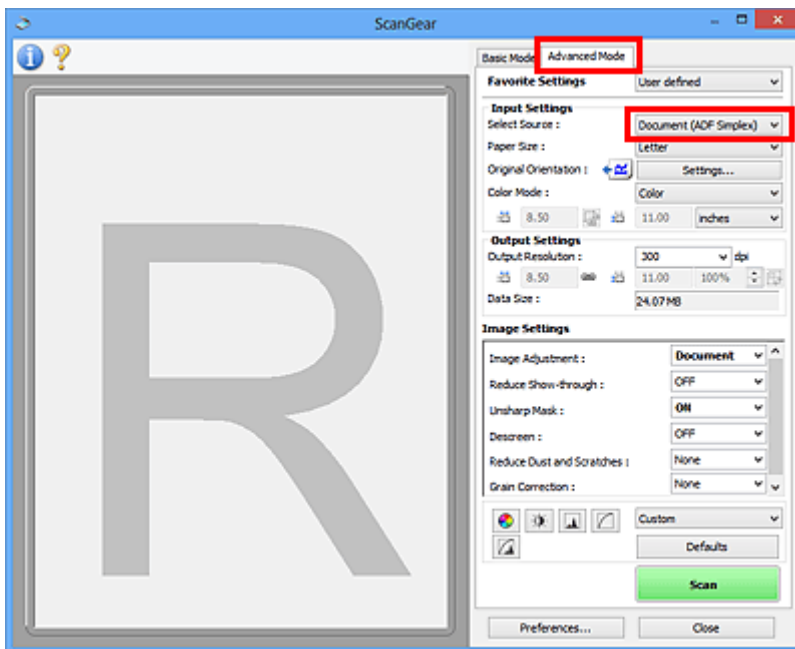 ScanGear
Basic Mode Advanced Mode
Favorite Settings User defined
Input Settings
Select Source : Document (ADF Simplex)
Paper Size : Letter
Original Orientation : Settings...
Color Mode : Color
8.50 11.00 inches
Output Settings
Output Resolution : 300 dpi
8.50 11.00 100%
Data Size : 24.07 MB
Image Settings
Image Adjustment : Document
Reduce Show-through : OFF
Unsharp Mask : ON
Descreen : OFF
Reduce Dust and Scratches : None
Grain Correction : None
Custom
Defaults
Scan
Preferences... Close
R